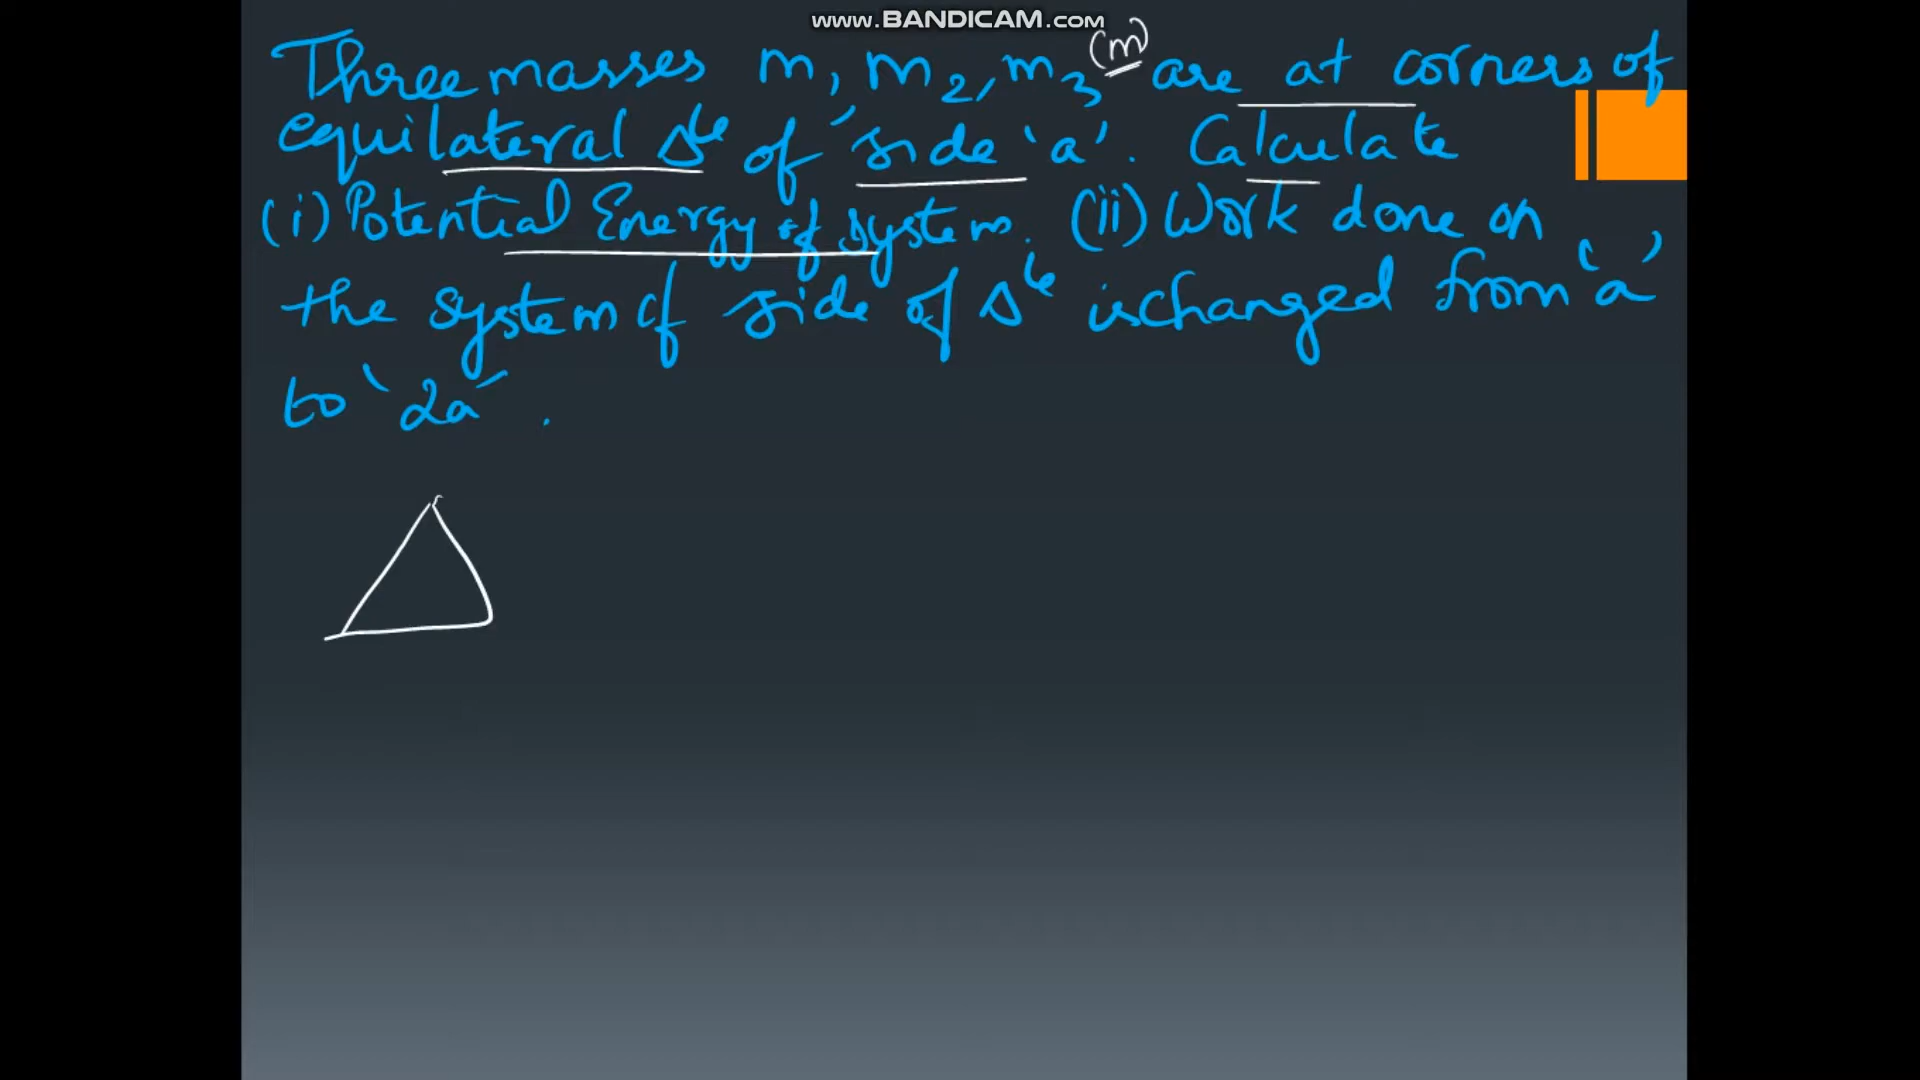 www.BANDICAM.com
Three masses m, m2, m3 (m) are at corners of
equilateral Δle of side 'a'. Calculate
(i) Potential Energy of system. (ii) Work done on
the system if side of Δle is changed from 'a'
to '2a'.